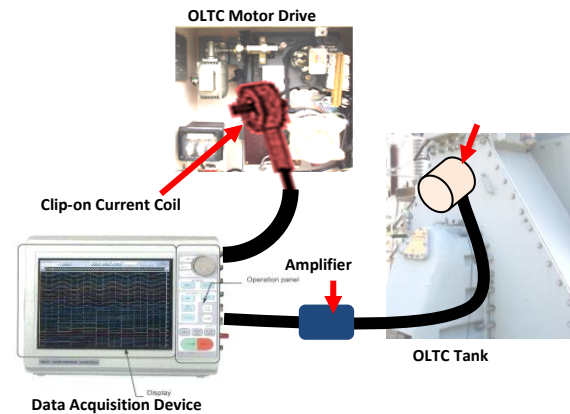 OLTC Motor Drive
Clip-on Current Coil
Amplifier
Operation panel
OLTC Tank
Display
Data Acquisition Device